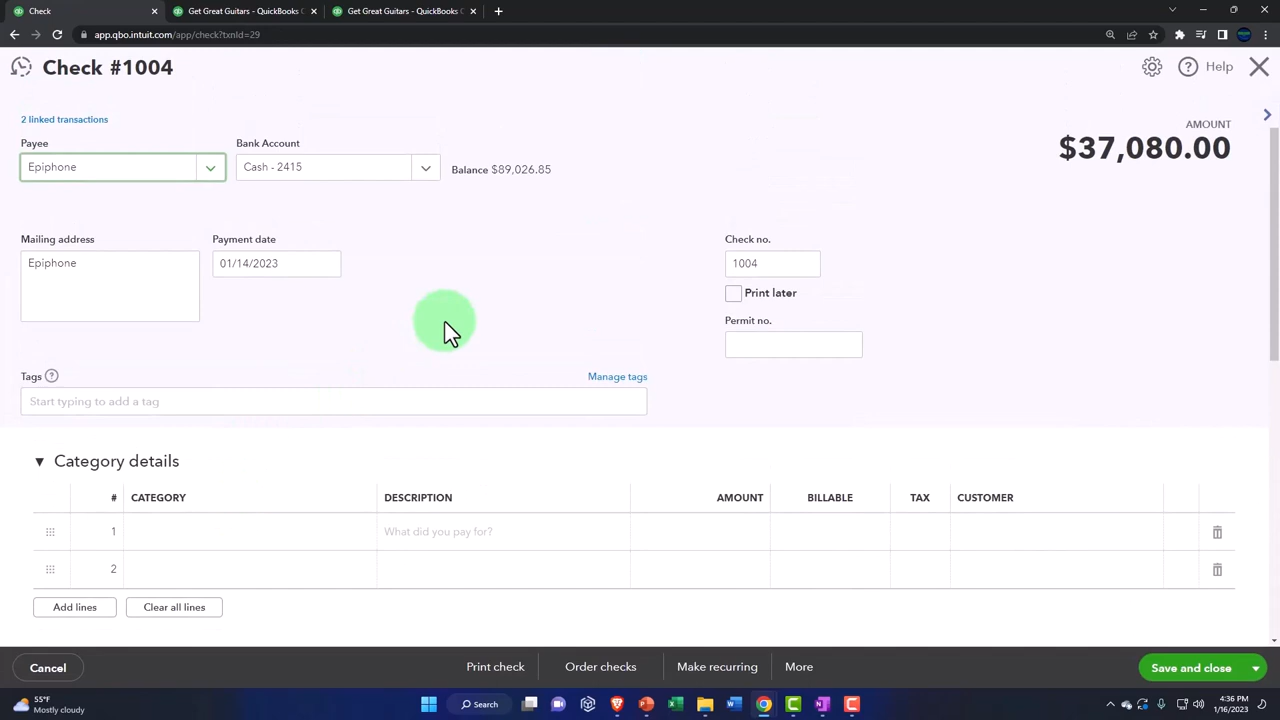 Check
Get Great Guitars - QuickBooks C
Get Great Guitars - QuickBooks C
app.qbo.intuit.com/app/check?txnId=29
Check #1004
Help
2 linked transactions
AMOUNT
$37,080.00
Payee
Bank Account
Epiphone
Cash - 2415
Balance $89,026.85
Mailing address
Payment date
Check no.
Epiphone
01/14/2023
1004
Print later
Permit no.
Tags
Manage tags
Start typing to add a tag
Category details
# CATEGORY DESCRIPTION AMOUNT BILLABLE TAX CUSTOMER
1 What did you pay for?
2
Add lines
Clear all lines
Cancel
Print check
Order checks
Make recurring
More
Save and close
55°F
Mostly cloudy
Search
4:36 PM
1/16/2023